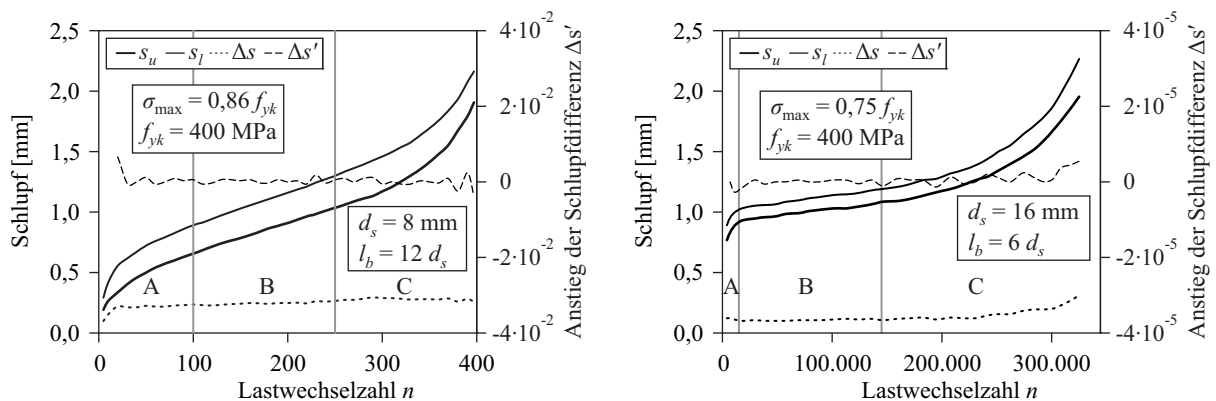 Schlupf [mm]
2,5
2,0
1,5
1,0
0,5
0,0
s_u s_l Δs Δs′
σ_max = 0,86 f_yk
f_yk = 400 MPa
d_s = 8 mm
l_b = 12 d_s
A B C
0 100 200 300 400
Lastwechselzahl n
4·10⁻²
2·10⁻²
0
-2·10⁻²
-4·10⁻²
Anstieg der Schlupfdifferenz Δs′
Schlupf [mm]
2,5
2,0
1,5
1,0
0,5
0,0
s_u s_l Δs Δs′
σ_max = 0,75 f_yk
f_yk = 400 MPa
d_s = 16 mm
l_b = 6 d_s
A B C
0 100.000 200.000 300.000
Lastwechselzahl n
4·10⁻⁵
2·10⁻⁵
0
-2·10⁻⁵
-4·10⁻⁵
Anstieg der Schlupfdifferenz Δs′